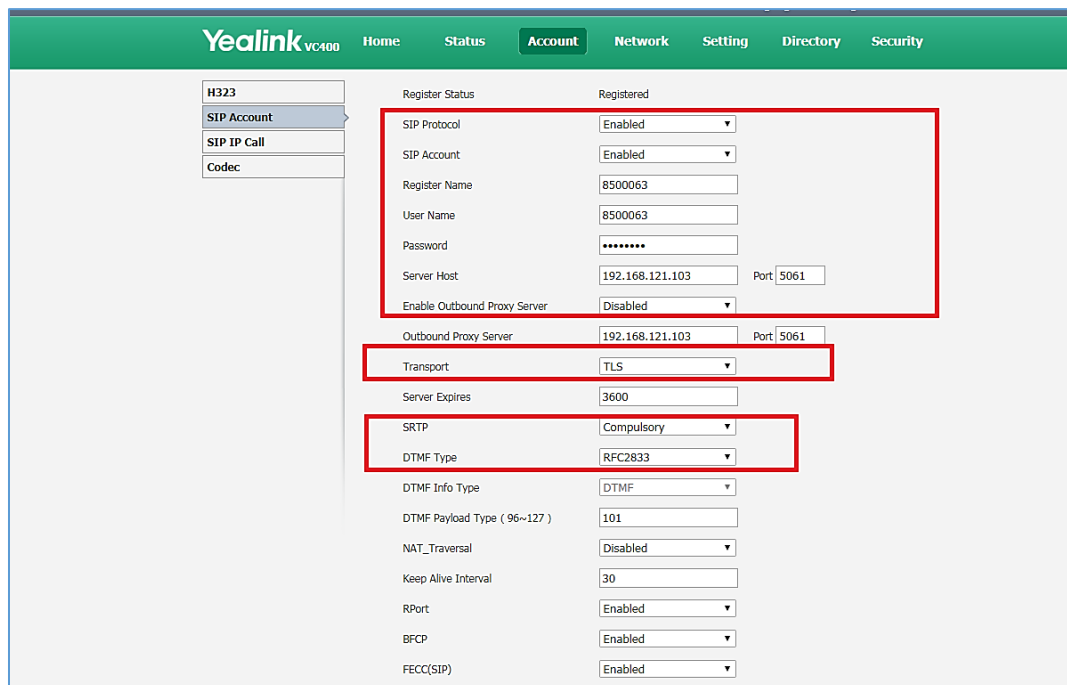 Yealink VC400 Home Status Account Network Setting Directory Security
H323
SIP Account
SIP IP Call
Codec
Register Status Registered
SIP Protocol Enabled
SIP Account Enabled
Register Name 8500063
User Name 8500063
Password ••••••••
Server Host 192.168.121.103 Port 5061
Enable Outbound Proxy Server Disabled
Outbound Proxy Server 192.168.121.103 Port 5061
Transport TLS
Server Expires 3600
SRTP Compulsory
DTMF Type RFC2833
DTMF Info Type DTMF
DTMF Payload Type ( 96~127 ) 101
NAT_Traversal Disabled
Keep Alive Interval 30
RPort Enabled
BFCP Enabled
FECC(SIP) Enabled